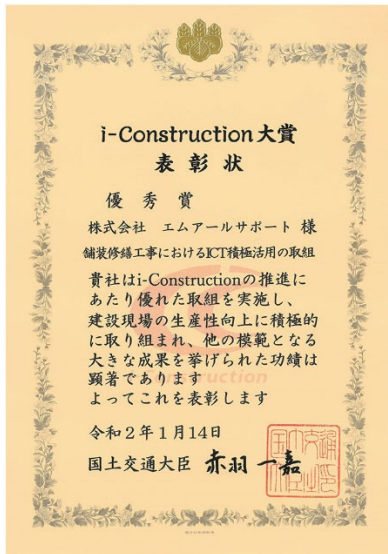 i-Construction大賞
表彰状
優秀賞
株式会社 エムアールサポート 様
舗装修繕工事におけるICT積極活用の取組
貴社はi-Constructionの推進に
あたり優れた取組を実施し、
建設現場の生産性向上に積極的
に取り組まれ、他の模範となる
大きな成果を挙げられた功績は
顕著であります
よってこれを表彰します
令和2年1月14日
国土交通大臣 赤羽一嘉